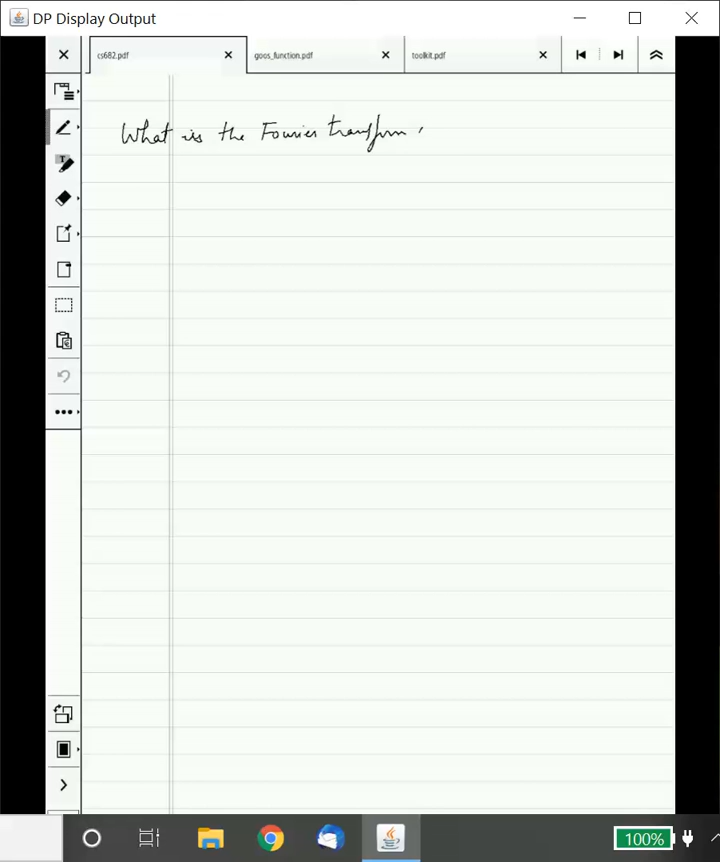 DP Display Output
cs682.pdf goos_function.pdf toolkit.pdf
What is the Fourier transform
T
100%